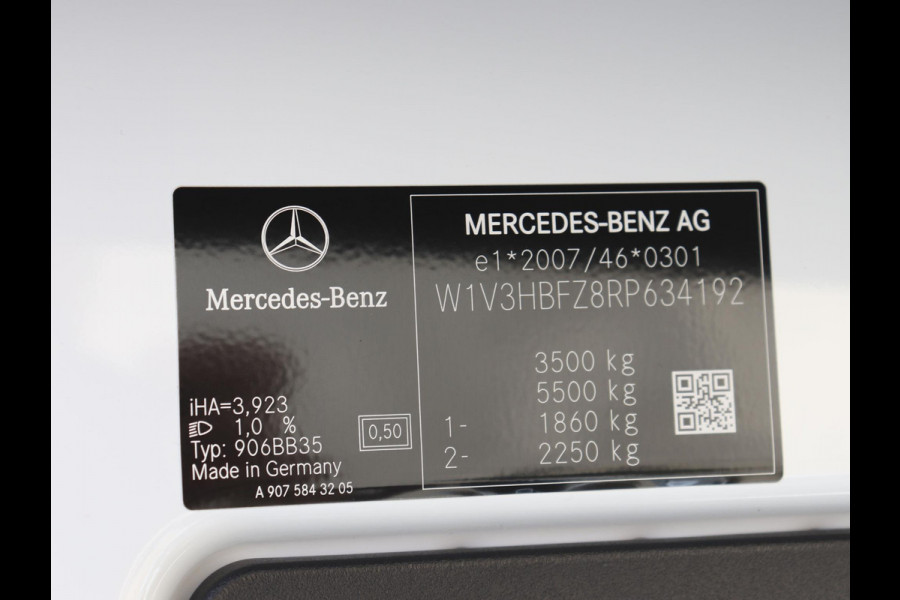 Mercedes-Benz
iHA=3,923
1,0 %
Typ: 906BB35
Made in Germany
A 907 584 32 05
0,50
MERCEDES-BENZ AG
e1*2007/46*0301
W1V3HBFZ8RP634192
3500 kg
5500 kg
1- 1860 kg
2- 2250 kg